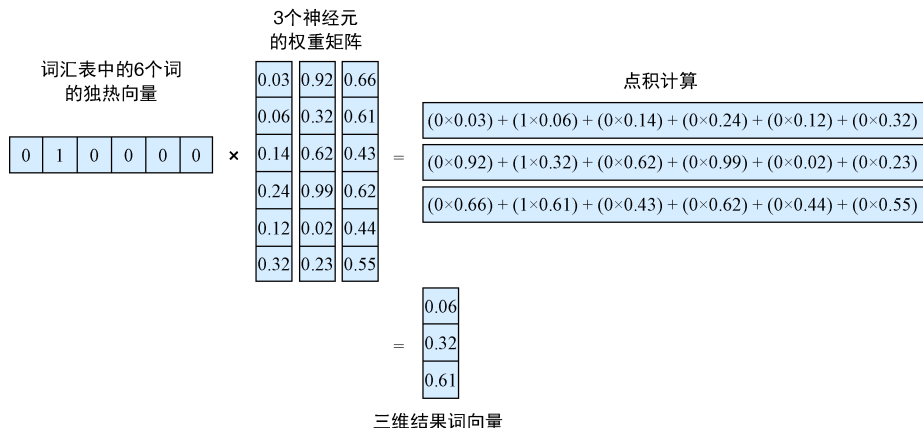 3个神经元
的权重矩阵
词汇表中的6个词
的独热向量
点积计算
0.03 0.92 0.66
0.06 0.32 0.61
0.14 0.62 0.43
0.24 0.99 0.62
0.12 0.02 0.44
0.32 0.23 0.55
0 1 0 0 0 0 × =
(0×0.03) + (1×0.06) + (0×0.14) + (0×0.24) + (0×0.12) + (0×0.32)
(0×0.92) + (1×0.32) + (0×0.62) + (0×0.99) + (0×0.02) + (0×0.23)
(0×0.66) + (1×0.61) + (0×0.43) + (0×0.62) + (0×0.44) + (0×0.55)
0.06
= 0.32
0.61
三维结果词向量